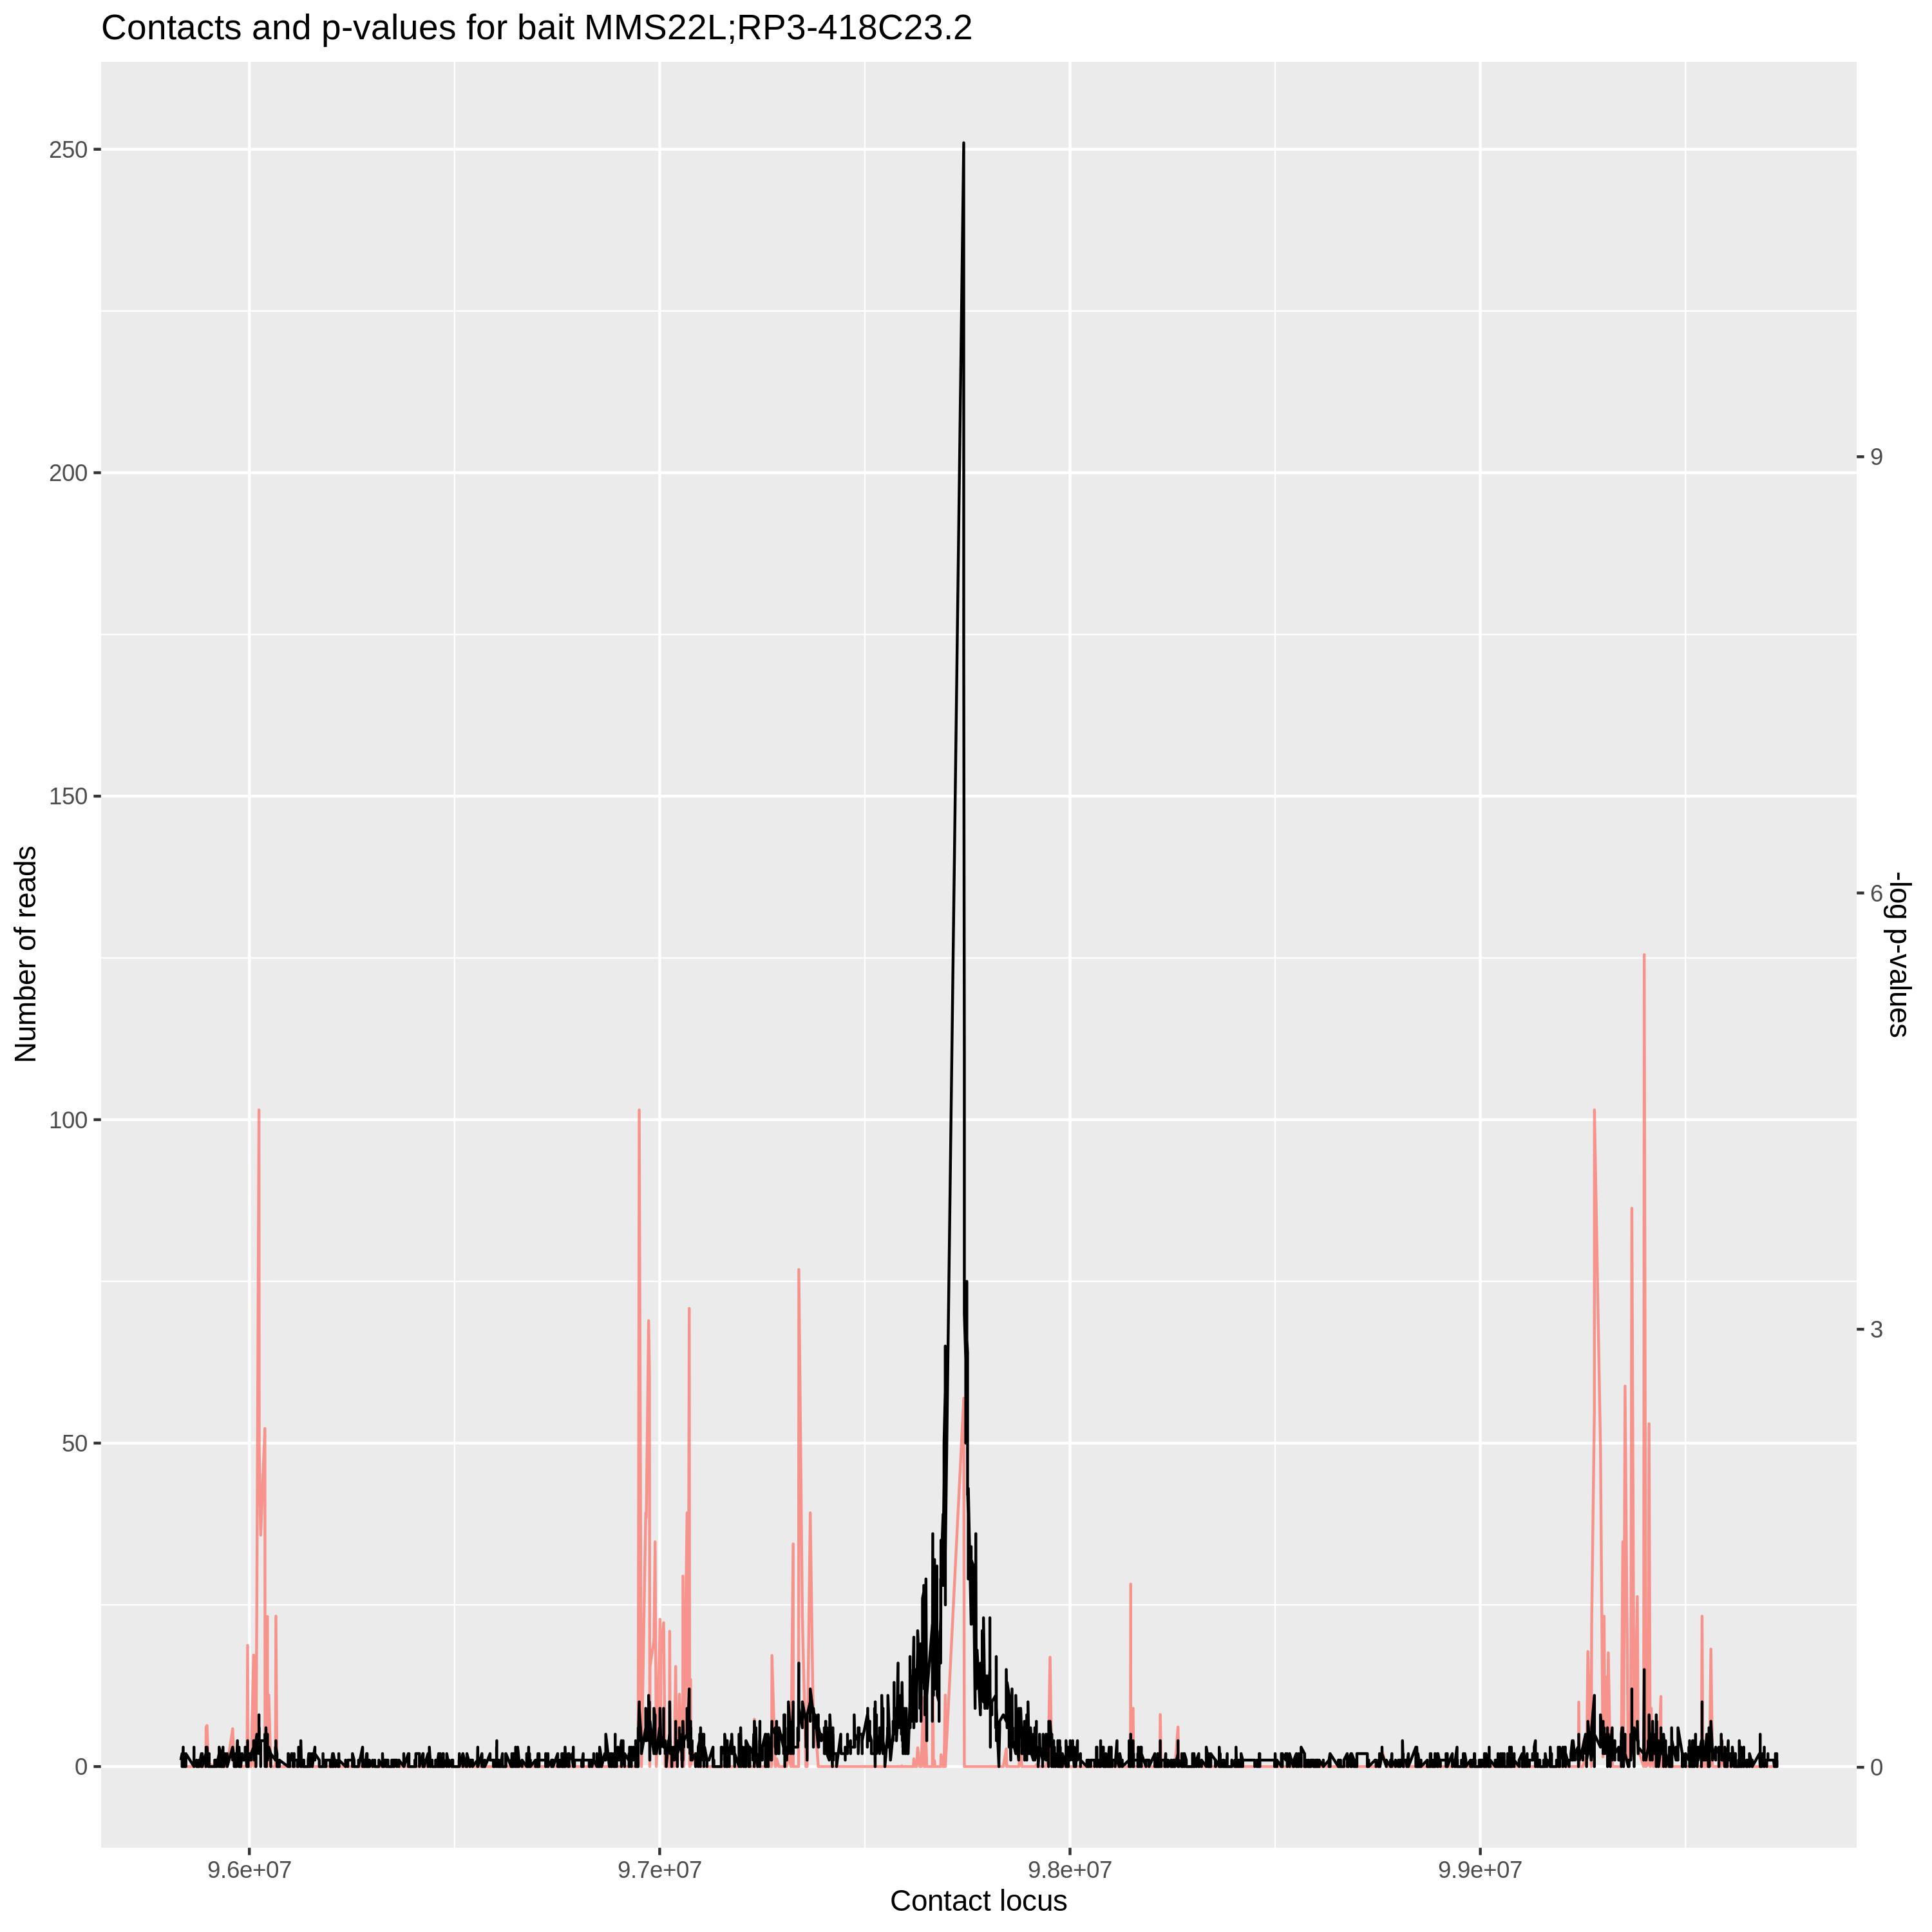 Contacts and p-values for bait MMS22L;RP3-418C23.2
250
200
150
100
50
0
Number of reads
9
6
3
0
-log p-values
9.6e+07 9.7e+07 9.8e+07 9.9e+07
Contact locus